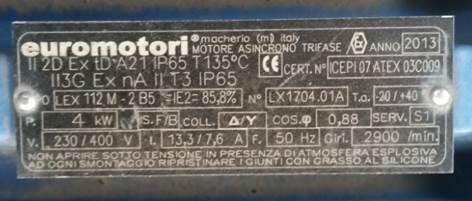 euromotori macherio (mi) italy
MOTORE ASINCRONO TRIFASE Ex ANNO 2013
II 2D Ex tD A21 IP65 T135°C
II3G Ex nA II T3 IP65
CE CERT. N° ICEPI 07 ATEX 03C009
LEX 112 M - 2 B5 IE2= 85,8% N° LX1704.01A T.a. -20 / +40
P. 4 kW I.S.F/B COLL. Δ/Y COS.φ 0,88 SERV. S1
V. 230/400 V I. 13,3/7,6 A F. 50 Hz Giri. 2900 /min.
NON APRIRE SOTTO TENSIONE O IN PRESENZA DI ATMOSFERA ESPLOSIVA
AD OGNI SMONTAGGIO RIPRISTINARE I GIUNTI CON GRASSO AL SILICONE